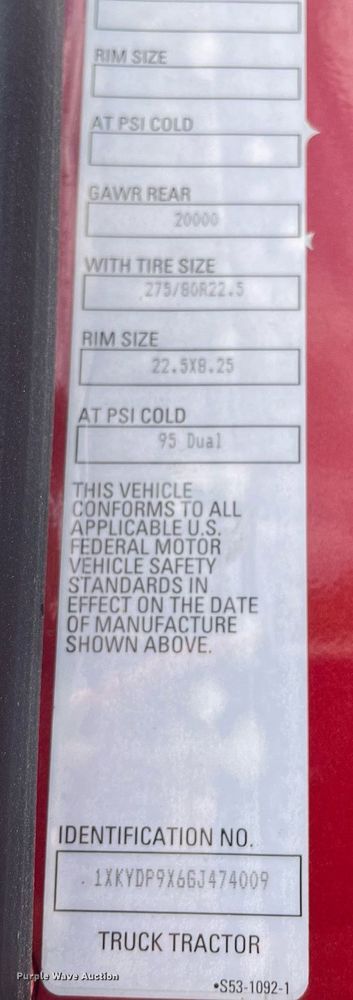 RIM SIZE
AT PSI COLD
GAWR REAR
20000
WITH TIRE SIZE
275/80R22.5
RIM SIZE
22.5X8.25
AT PSI COLD
95 Dual
THIS VEHICLE
CONFORMS TO ALL
APPLICABLE U.S.
FEDERAL MOTOR
VEHICLE SAFETY
STANDARDS IN
EFFECT ON THE DATE
OF MANUFACTURE
SHOWN ABOVE.
IDENTIFICATION NO.
1XKYDP9X6GJ474009
TRUCK TRACTOR
•S53-1092-1
Purple Wave Auction